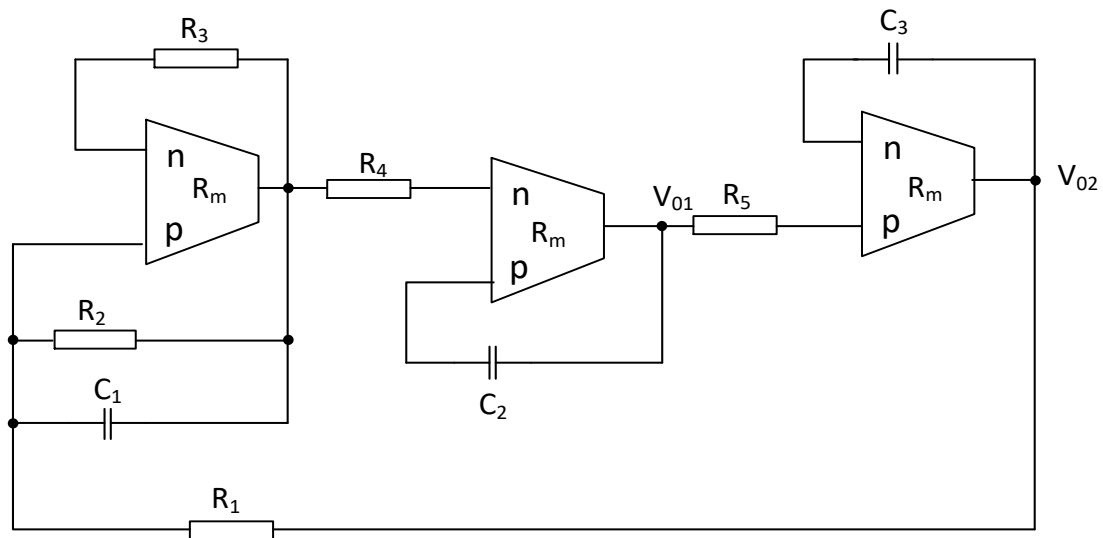 R₃
C₃
n
Rₘ
p
R₄
n
Rₘ
p
V₀₁
R₅
n
Rₘ
p
V₀₂
R₂
C₁
C₂
R₁